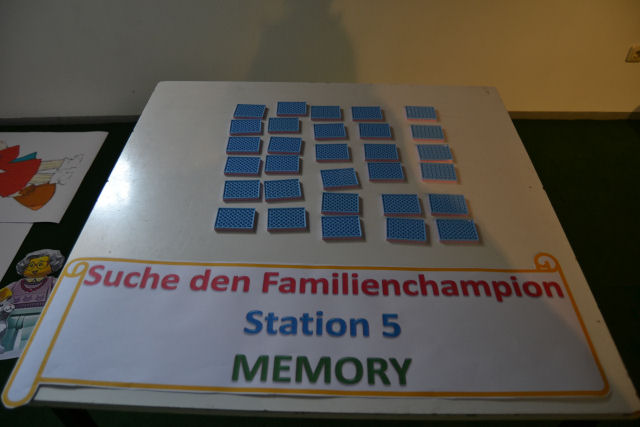 Suche den Familienchampion
Station 5
MEMORY